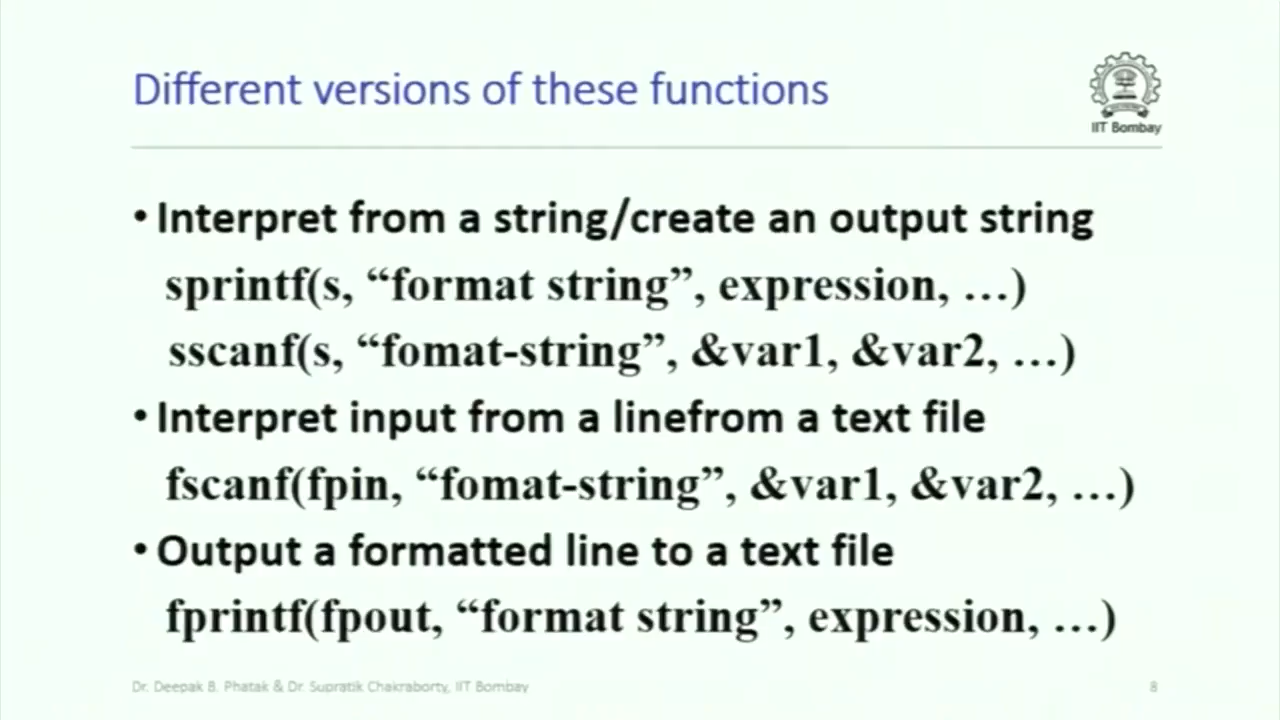 Different versions of these functions
IIT Bombay
• Interpret from a string/create an output string
sprintf(s, “format string”, expression, …)
sscanf(s, “fomat-string”, &var1, &var2, …)
• Interpret input from a linefrom a text file
fscanf(fpin, “fomat-string”, &var1, &var2, …)
• Output a formatted line to a text file
fprintf(fpout, “format string”, expression, …)
Dr. Deepak B. Phatak & Dr. Supratik Chakraborty, IIT Bombay
8